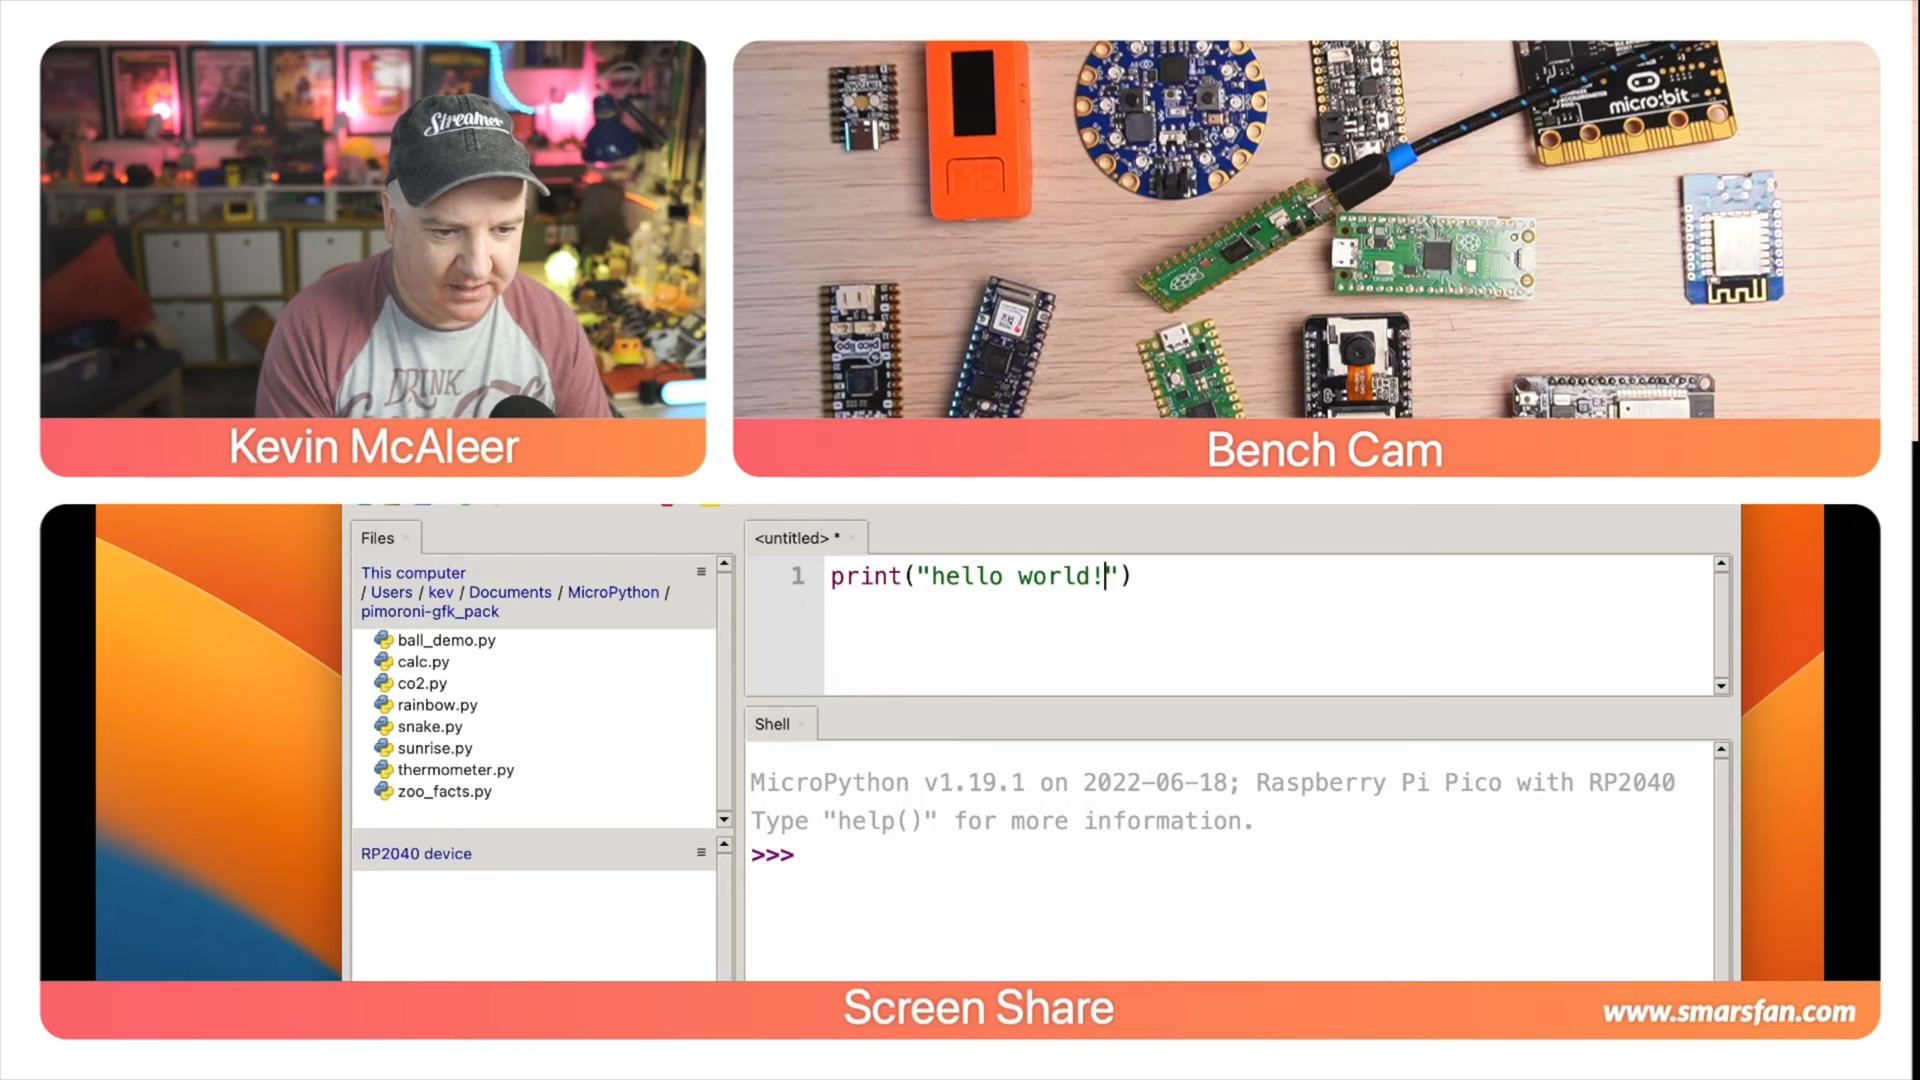 Streamer
DRINK
M5
micro:bit
Kevin McAleer
Bench Cam
Files
This computer
/ Users / kev / Documents / MicroPython /
pimoroni-gfk_pack
ball_demo.py
calc.py
co2.py
rainbow.py
snake.py
sunrise.py
thermometer.py
zoo_facts.py
RP2040 device
<untitled> *
1 print("hello world!")
Shell
MicroPython v1.19.1 on 2022-06-18; Raspberry Pi Pico with RP2040
Type "help()" for more information.
>>>
Screen Share
www.smarsfan.com